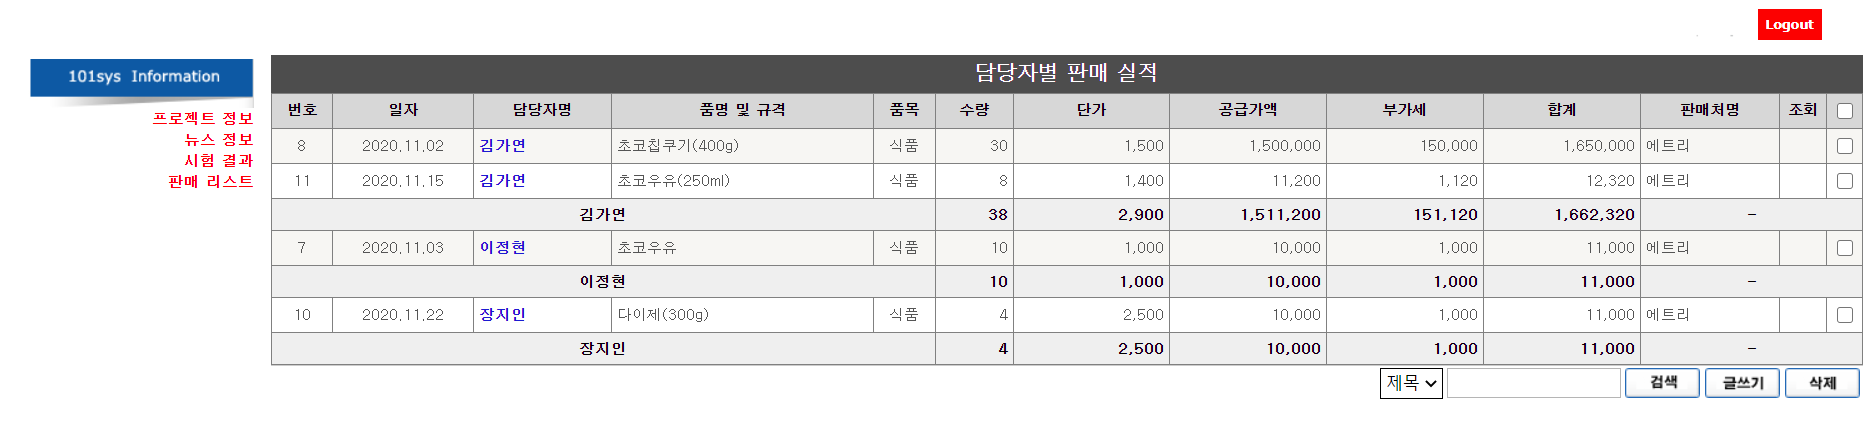 Logout
101sys Information
프로젝트 정보
뉴스 정보
시험 결과
판매 리스트
담당자별 판매 실적
번호 일자 담당자명 품명 및 규격 품목 수량 단가 공급가액 부가세 합계 판매처명 조회
8 2020.11.02 김가연 초코칩쿠기(400g) 식품 30 1,500 1,500,000 150,000 1,650,000 에트리
11 2020.11.15 김가연 초코우유(250ml) 식품 8 1,400 11,200 1,120 12,320 에트리
김가연 38 2,900 1,511,200 151,120 1,662,320 -
7 2020.11.03 이정현 초코우유 식품 10 1,000 10,000 1,000 11,000 에트리
이정현 10 1,000 10,000 1,000 11,000 -
10 2020.11.22 장지인 다이제(300g) 식품 4 2,500 10,000 1,000 11,000 에트리
장지인 4 2,500 10,000 1,000 11,000 -
제목 검색 글쓰기 삭제